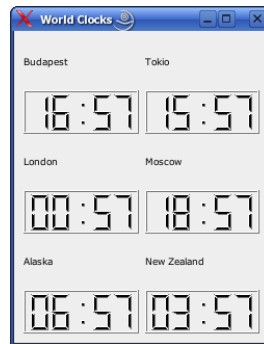 World Clocks
Budapest Tokio
16:57 15:57
London Moscow
00:57 18:57
Alaska New Zealand
06:57 03:57